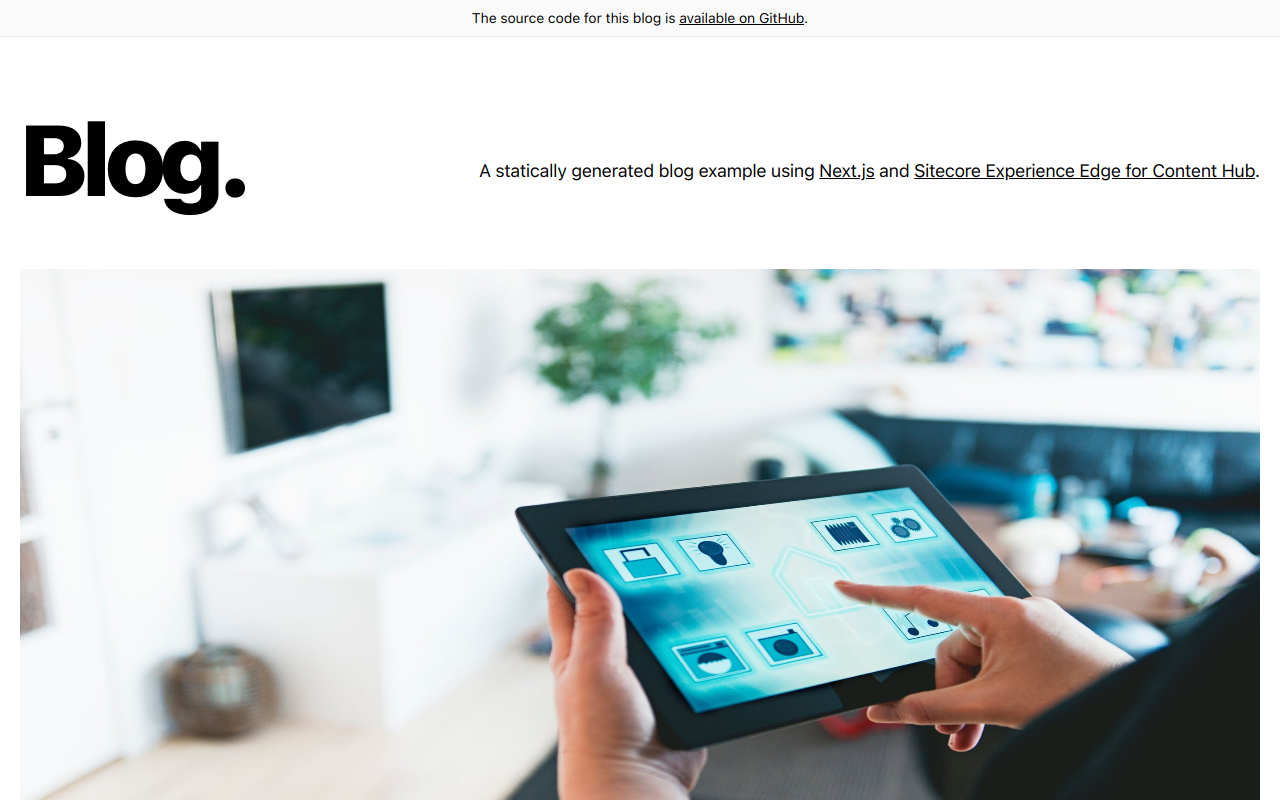 The source code for this blog is available on GitHub.
Blog.
A statically generated blog example using Next.js and Sitecore Experience Edge for Content Hub.